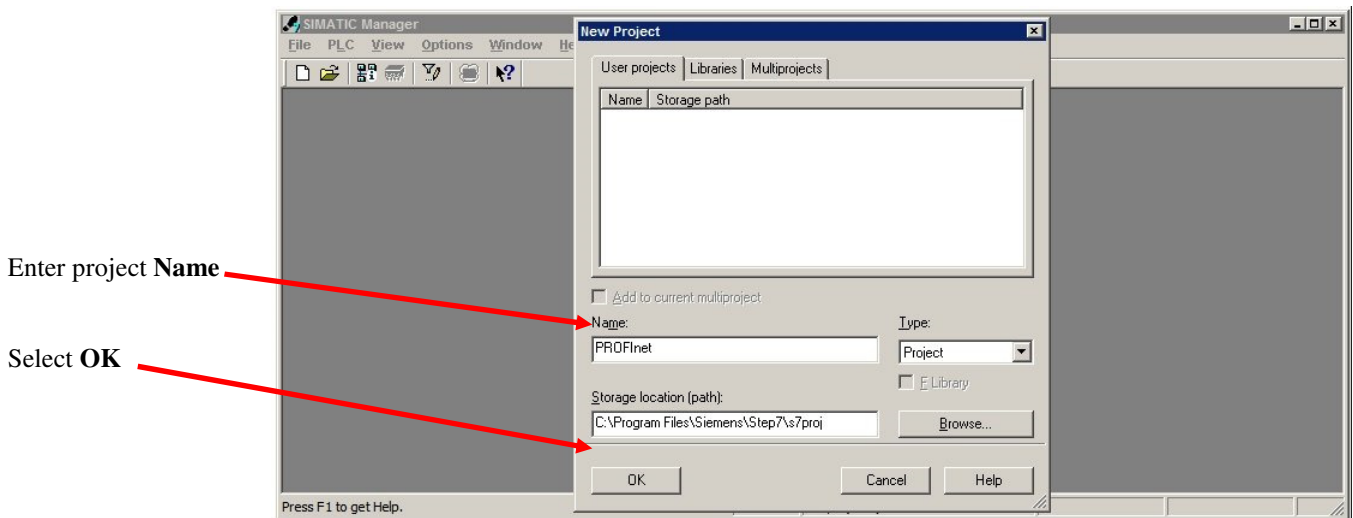 SIMATIC Manager
File PLC View Options Window He
New Project
User projects Libraries Multiprojects
Name Storage path
Enter project Name
Add to current multiproject
Name: Type:
PROFInet Project
Select OK
F Library
Storage location (path):
C:\Program Files\Siemens\Step7\s7proj Browse...
OK Cancel Help
Press F1 to get Help.